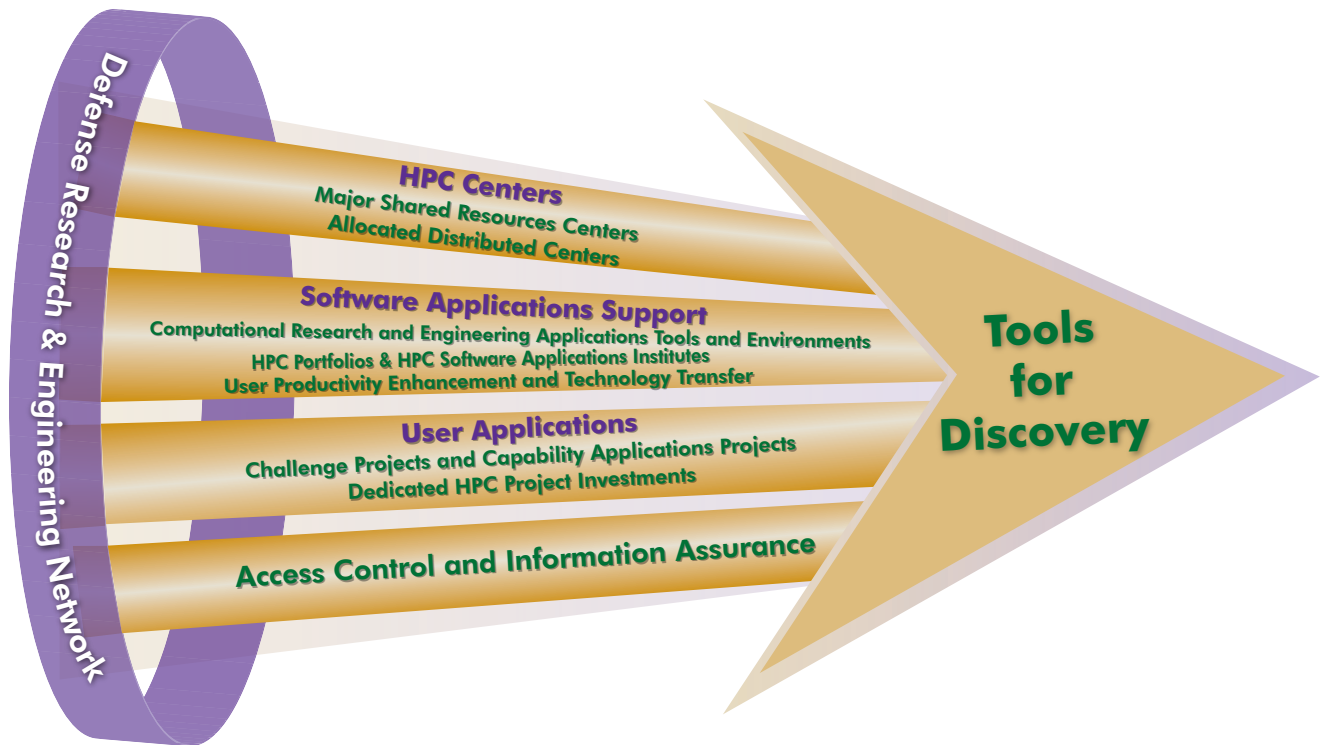 Defense Research & Engineering Network
HPC Centers
Major Shared Resources Centers
Allocated Distributed Centers
Software Applications Support
Computational Research and Engineering Applications Tools and Environments
HPC Portfolios & HPC Software Applications Institutes
User Productivity Enhancement and Technology Transfer
User Applications
Challenge Projects and Capability Applications Projects
Dedicated HPC Project Investments
Access Control and Information Assurance
Tools
for
Discovery